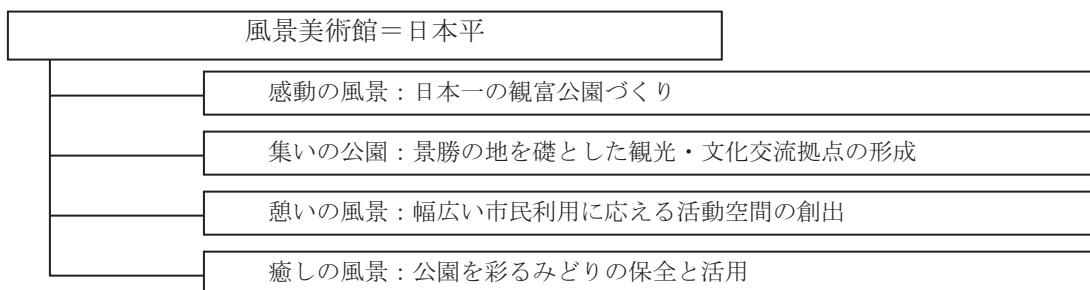 風景美術館＝日本平
感動の風景：日本一の観富公園づくり
集いの公園：景勝の地を礎とした観光・文化交流拠点の形成
憩いの風景：幅広い市民利用に応える活動空間の創出
癒しの風景：公園を彩るみどりの保全と活用